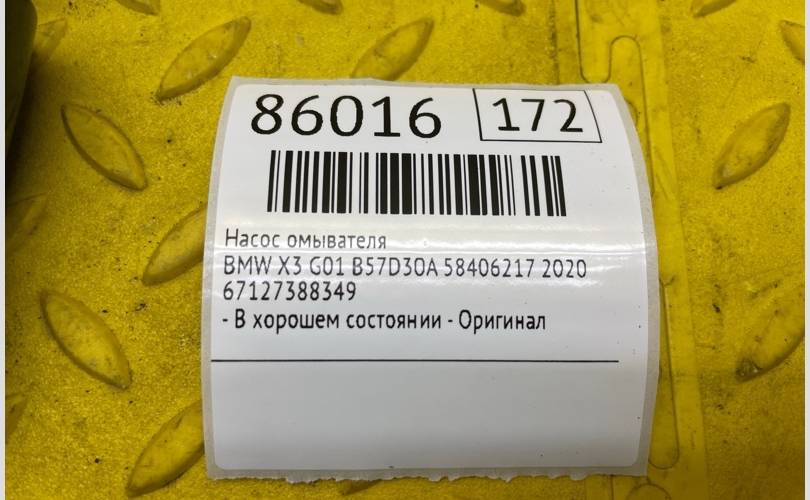 86016 172
Насос омывателя
BMW X3 G01 B57D30A 58406217 2020
67127388349
- В хорошем состоянии - Оригинал